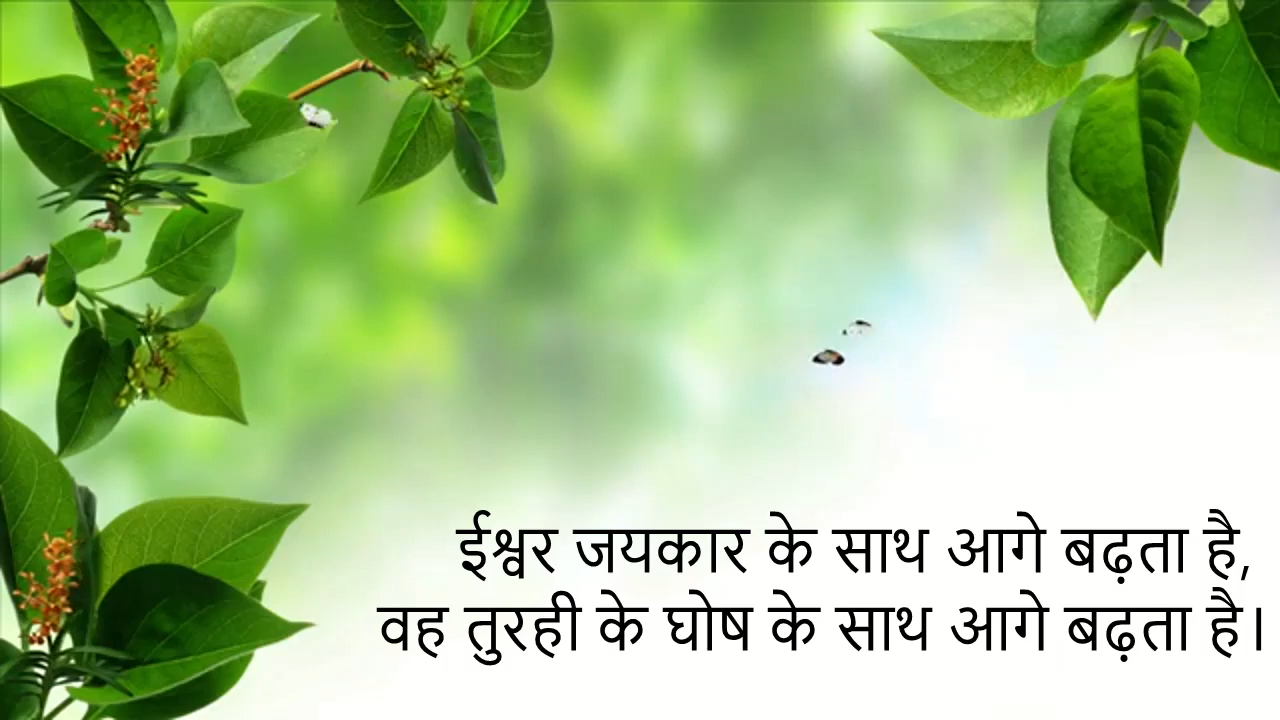 ईश्वर जयकार के साथ आगे बढ़ता है,
वह तुरही के घोष के साथ आगे बढ़ता है।